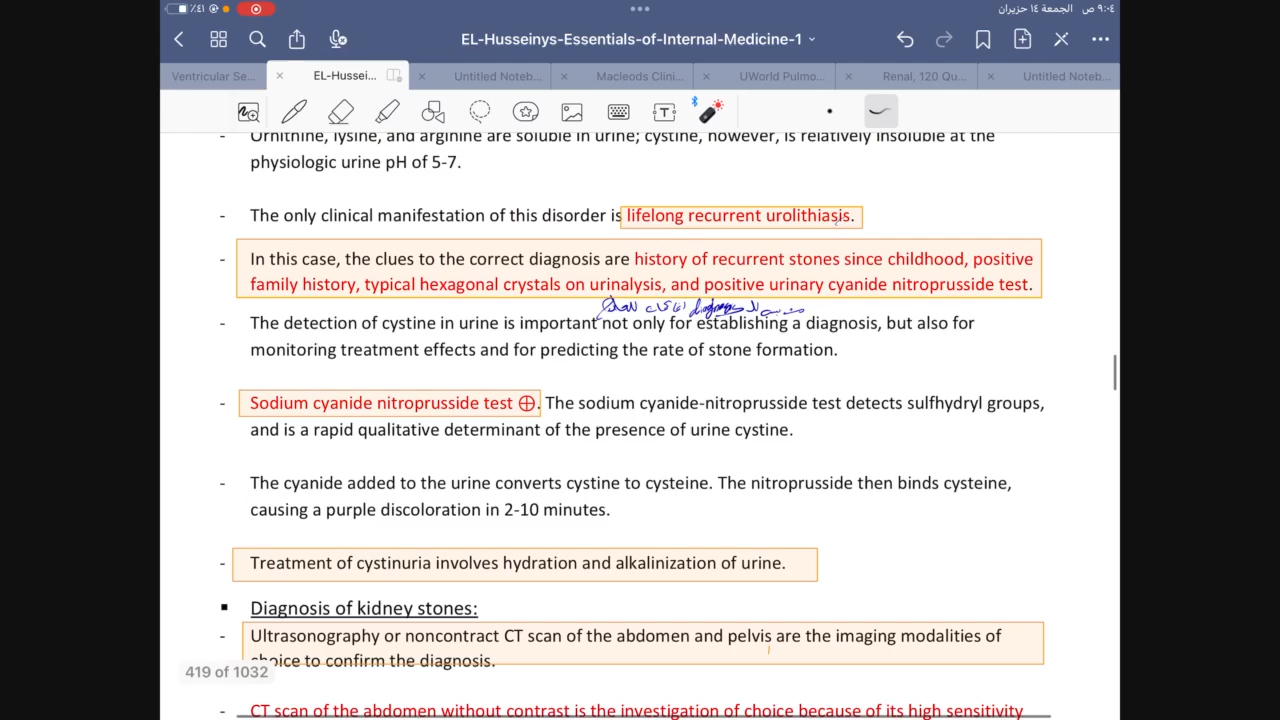 ٪٤١
٩:٠٤ ص الجمعة ١٤ حزيران
EL-Husseinys-Essentials-of-Internal-Medicine-1
Ventricular Se...
EL-Hussei...
Untitled Noteb...
Macleods Clini...
UWorld Pulmo...
Renal, 120 Qu...
Untitled Noteb...
- Ornithine, lysine, and arginine are soluble in urine; cystine, however, is relatively insoluble at the
physiologic urine pH of 5-7.
- The only clinical manifestation of this disorder is lifelong recurrent urolithiasis.
- In this case, the clues to the correct diagnosis are history of recurrent stones since childhood, positive
family history, typical hexagonal crystals on urinalysis, and positive urinary cyanide nitroprusside test.
diagnosis
- The detection of cystine in urine is important not only for establishing a diagnosis, but also for
monitoring treatment effects and for predicting the rate of stone formation.
- Sodium cyanide nitroprusside test ⊕. The sodium cyanide-nitroprusside test detects sulfhydryl groups,
and is a rapid qualitative determinant of the presence of urine cystine.
- The cyanide added to the urine converts cystine to cysteine. The nitroprusside then binds cysteine,
causing a purple discoloration in 2-10 minutes.
- Treatment of cystinuria involves hydration and alkalinization of urine.
▪ Diagnosis of kidney stones:
- Ultrasonography or noncontract CT scan of the abdomen and pelvis are the imaging modalities of
choice to confirm the diagnosis.
419 of 1032
- CT scan of the abdomen without contrast is the investigation of choice because of its high sensitivity